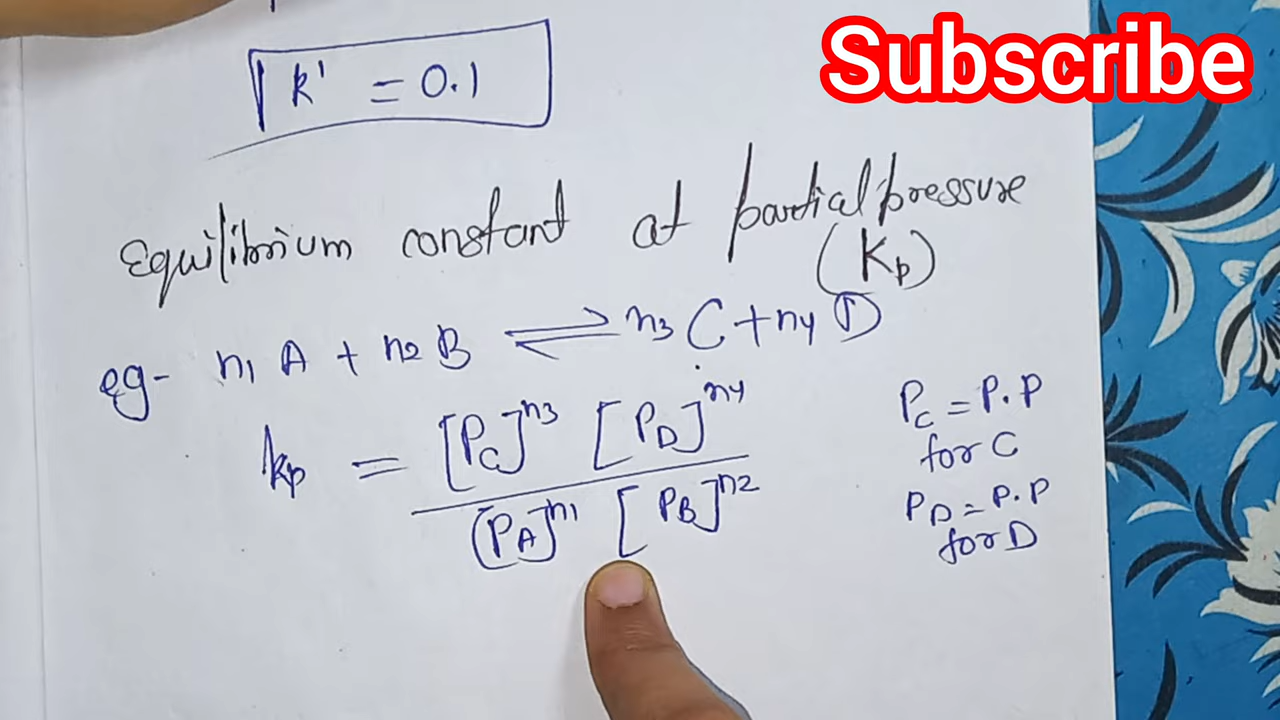 Subscribe
k' = 0.1
Equilibrium constant at partial pressure
(Kp)
eg- n1 A + n2 B ⇌ n3 C + n4 D
kp = [PC]^n3 [PD]^n4
(PA]^n1 [PB]^n2
PC = P.P
for C
PD = P.P
for D